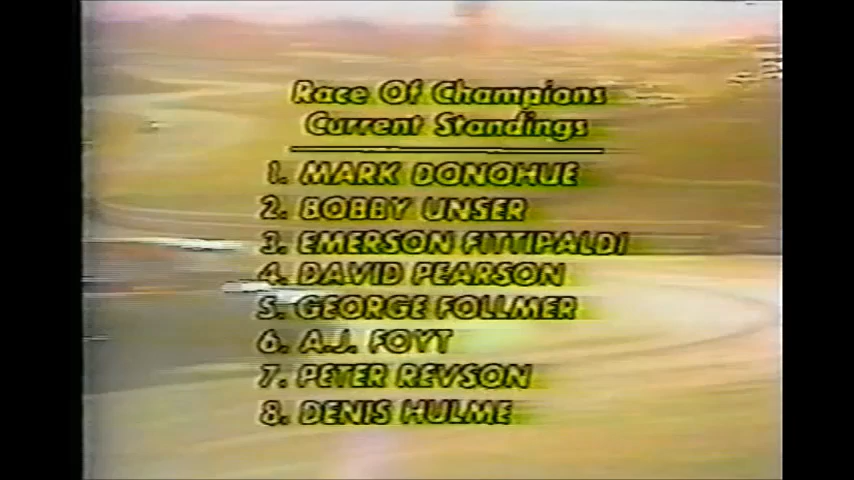 Race Of Champions
Current Standings
1. MARK DONOHUE
2. BOBBY UNSER
3. EMERSON FITTIPALDI
4. DAVID PEARSON
5. GEORGE FOLLMER
6. A.J. FOYT
7. PETER REVSON
8. DENIS HULME